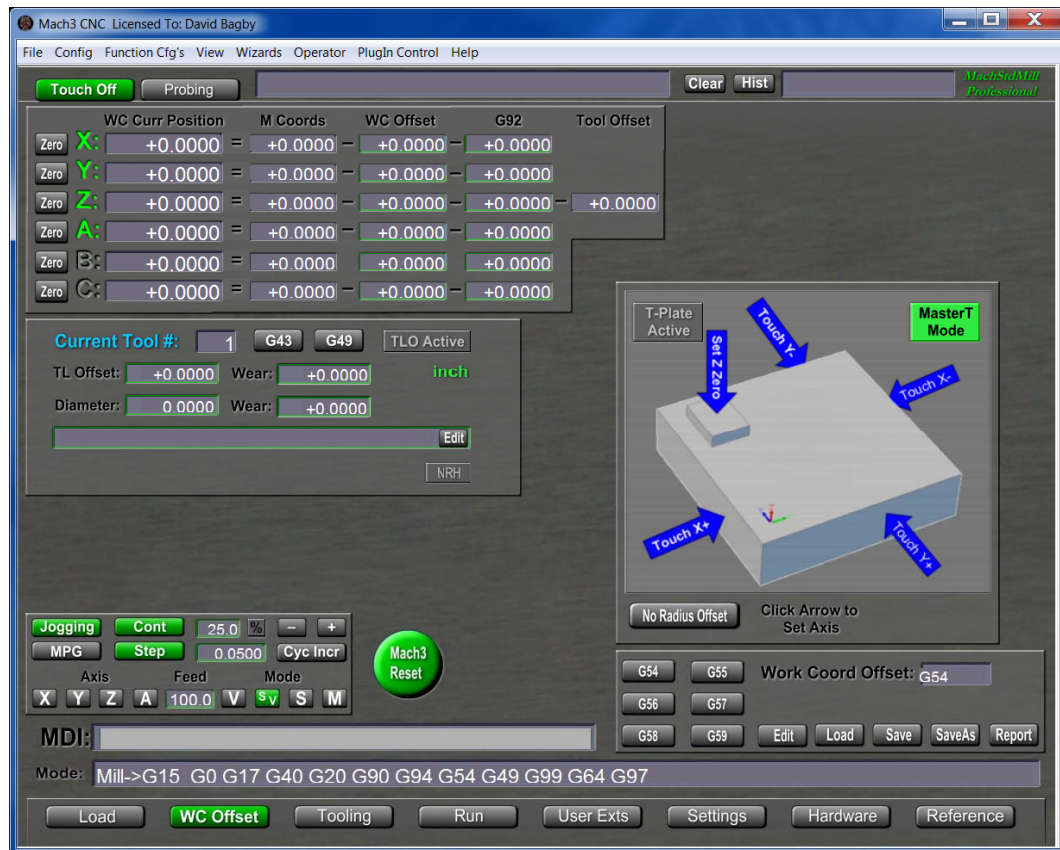 Mach3 CNC Licensed To: David Bagby
File Config Function Cfg's View Wizards Operator PlugIn Control Help
Touch Off Probing Clear Hist MachStdMill
Professional
WC Curr Position M Coords WC Offset G92 Tool Offset
Zero X: +0.0000 = +0.0000 - +0.0000 - +0.0000
Zero Y: +0.0000 = +0.0000 - +0.0000 - +0.0000
Zero Z: +0.0000 = +0.0000 - +0.0000 - +0.0000 - +0.0000
Zero A: +0.0000 = +0.0000 - +0.0000 - +0.0000
Zero B: +0.0000 = +0.0000 - +0.0000 - +0.0000
Zero C: +0.0000 = +0.0000 - +0.0000 - +0.0000
Current Tool #: 1 G43 G49 TLO Active
TL Offset: +0.0000 Wear: +0.0000 inch
Diameter: 0.0000 Wear: +0.0000
Edit
NRH
T-Plate
Active
MasterT
Mode
Set Z Zero
Touch Y-
Touch X-
Touch X+
Touch Y+
No Radius Offset
Click Arrow to
Set Axis
Jogging Cont 25.0 % - +
MPG Step 0.0500 Cyc Incr
Axis Feed Mode
X Y Z A 100.0 V Sv S M
Mach3
Reset
G54 G55 Work Coord Offset: G54
G56 G57
G58 G59 Edit Load Save SaveAs Report
MDI:
Mode: Mill->G15 G0 G17 G40 G20 G90 G94 G54 G49 G99 G64 G97
Load WC Offset Tooling Run User Exts Settings Hardware Reference